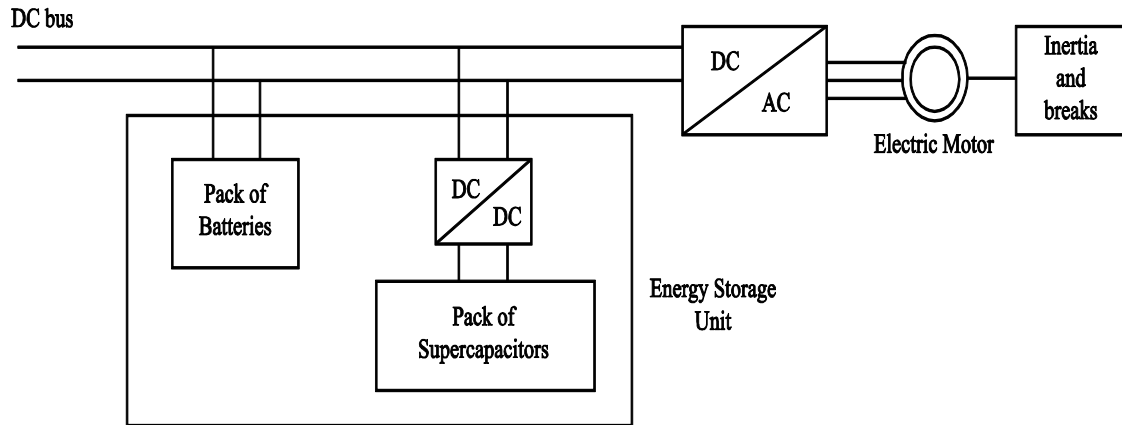 DC bus
DC
AC
Electric Motor
Inertia
and
breaks
Pack of
Batteries
DC
DC
Pack of
Supercapacitors
Energy Storage
Unit